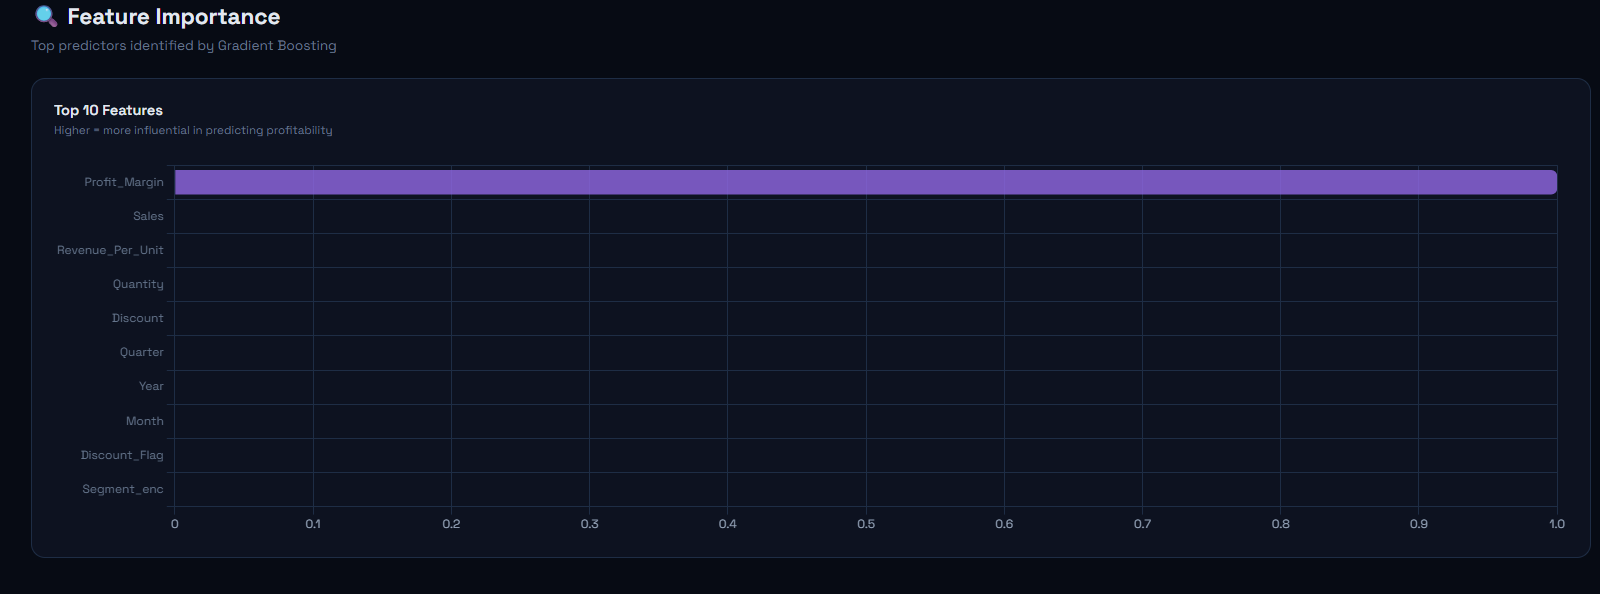 Feature Importance
Top predictors identified by Gradient Boosting
Top 10 Features
Higher = more influential in predicting profitability
Profit_Margin
Sales
Revenue_Per_Unit
Quantity
Discount
Quarter
Year
Month
Discount_Flag
Segment_enc
0 0.1 0.2 0.3 0.4 0.5 0.6 0.7 0.8 0.9 1.0